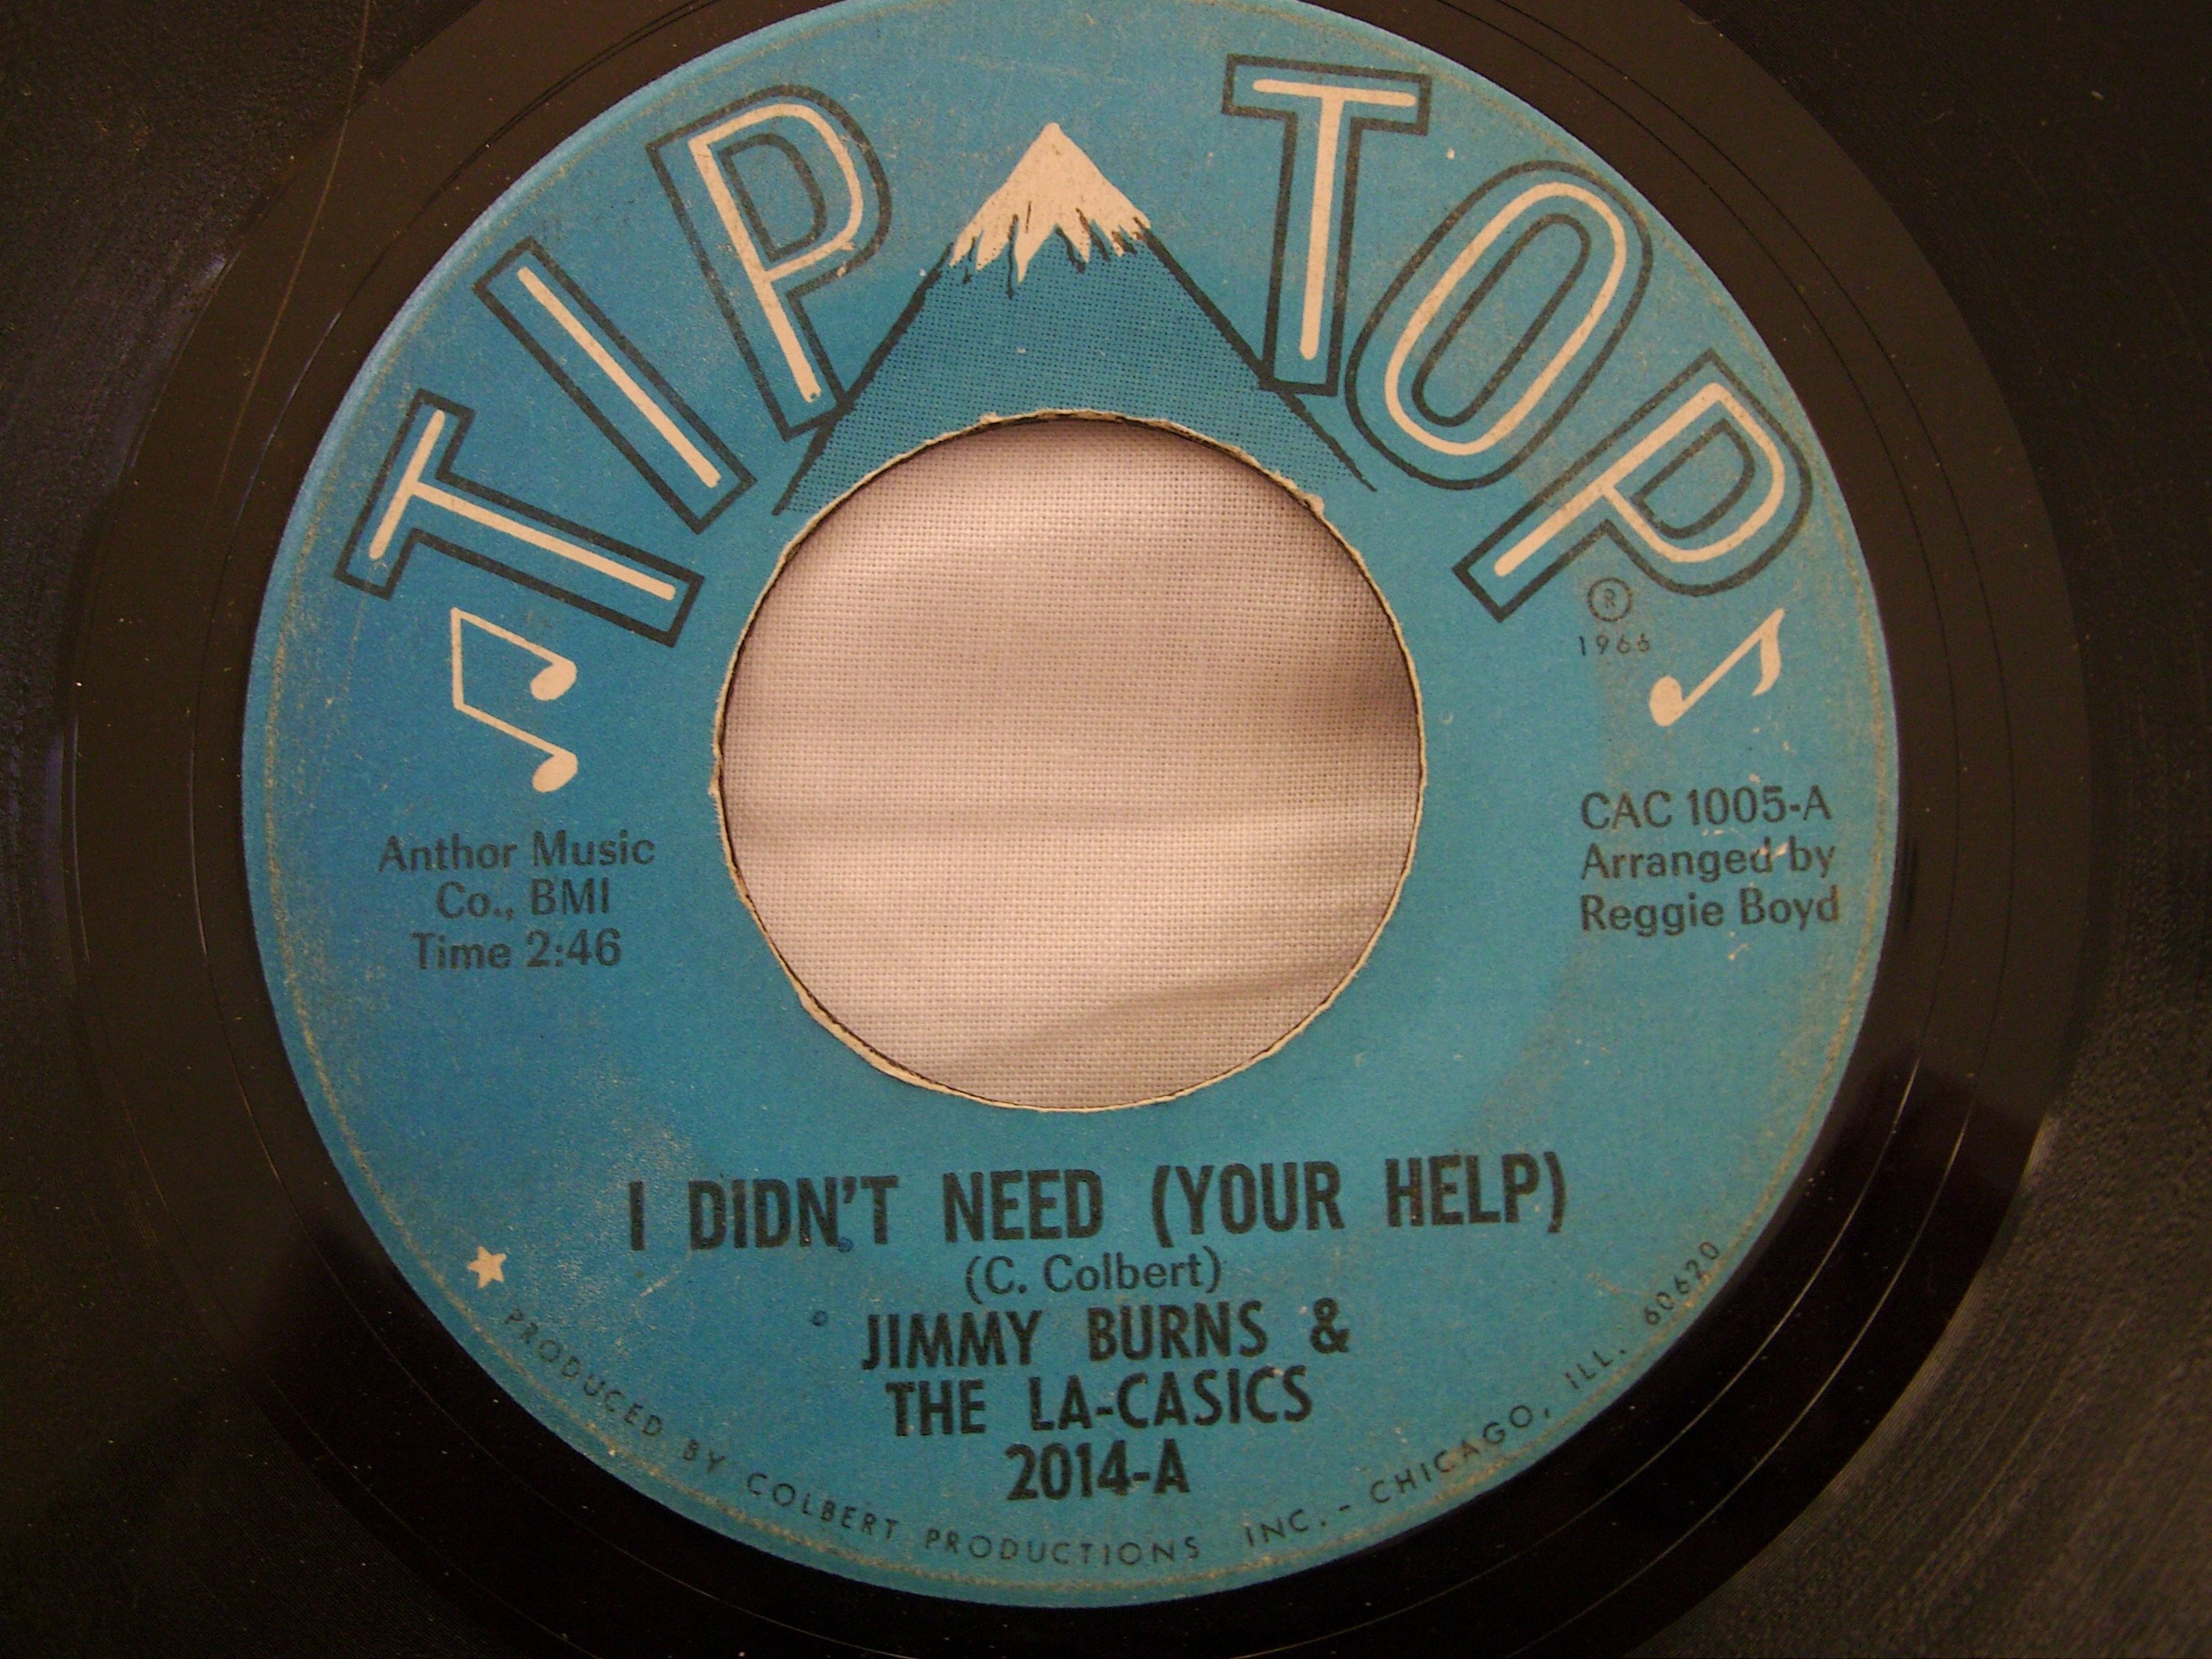 TIP TOP
®
1966
Anthor Music
Co., BMI
Time 2:46
CAC 1005-A
Arranged by
Reggie Boyd
I DIDN'T NEED (YOUR HELP)
(C. Colbert)
JIMMY BURNS &
THE LA-CASICS
2014-A
PRODUCED BY COLBERT PRODUCTIONS INC. - CHICAGO, ILL. 60620